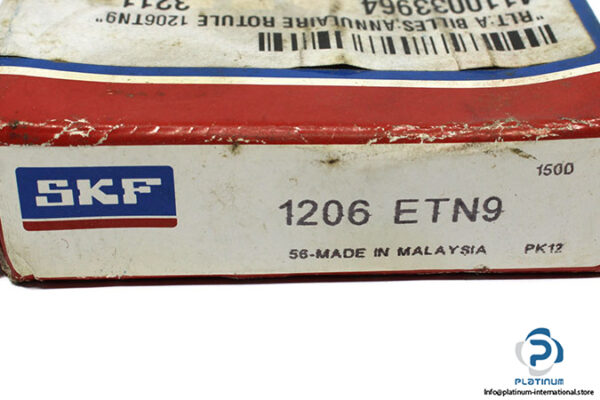 "RLT:A BILLES:ANNULAIRE ROTULE 1206TN9"
4110033964
3211
SKF
1500
1206 ETN9
56-MADE IN MALAYSIA
PK12
PLATINUM
Info@platinum-international.store